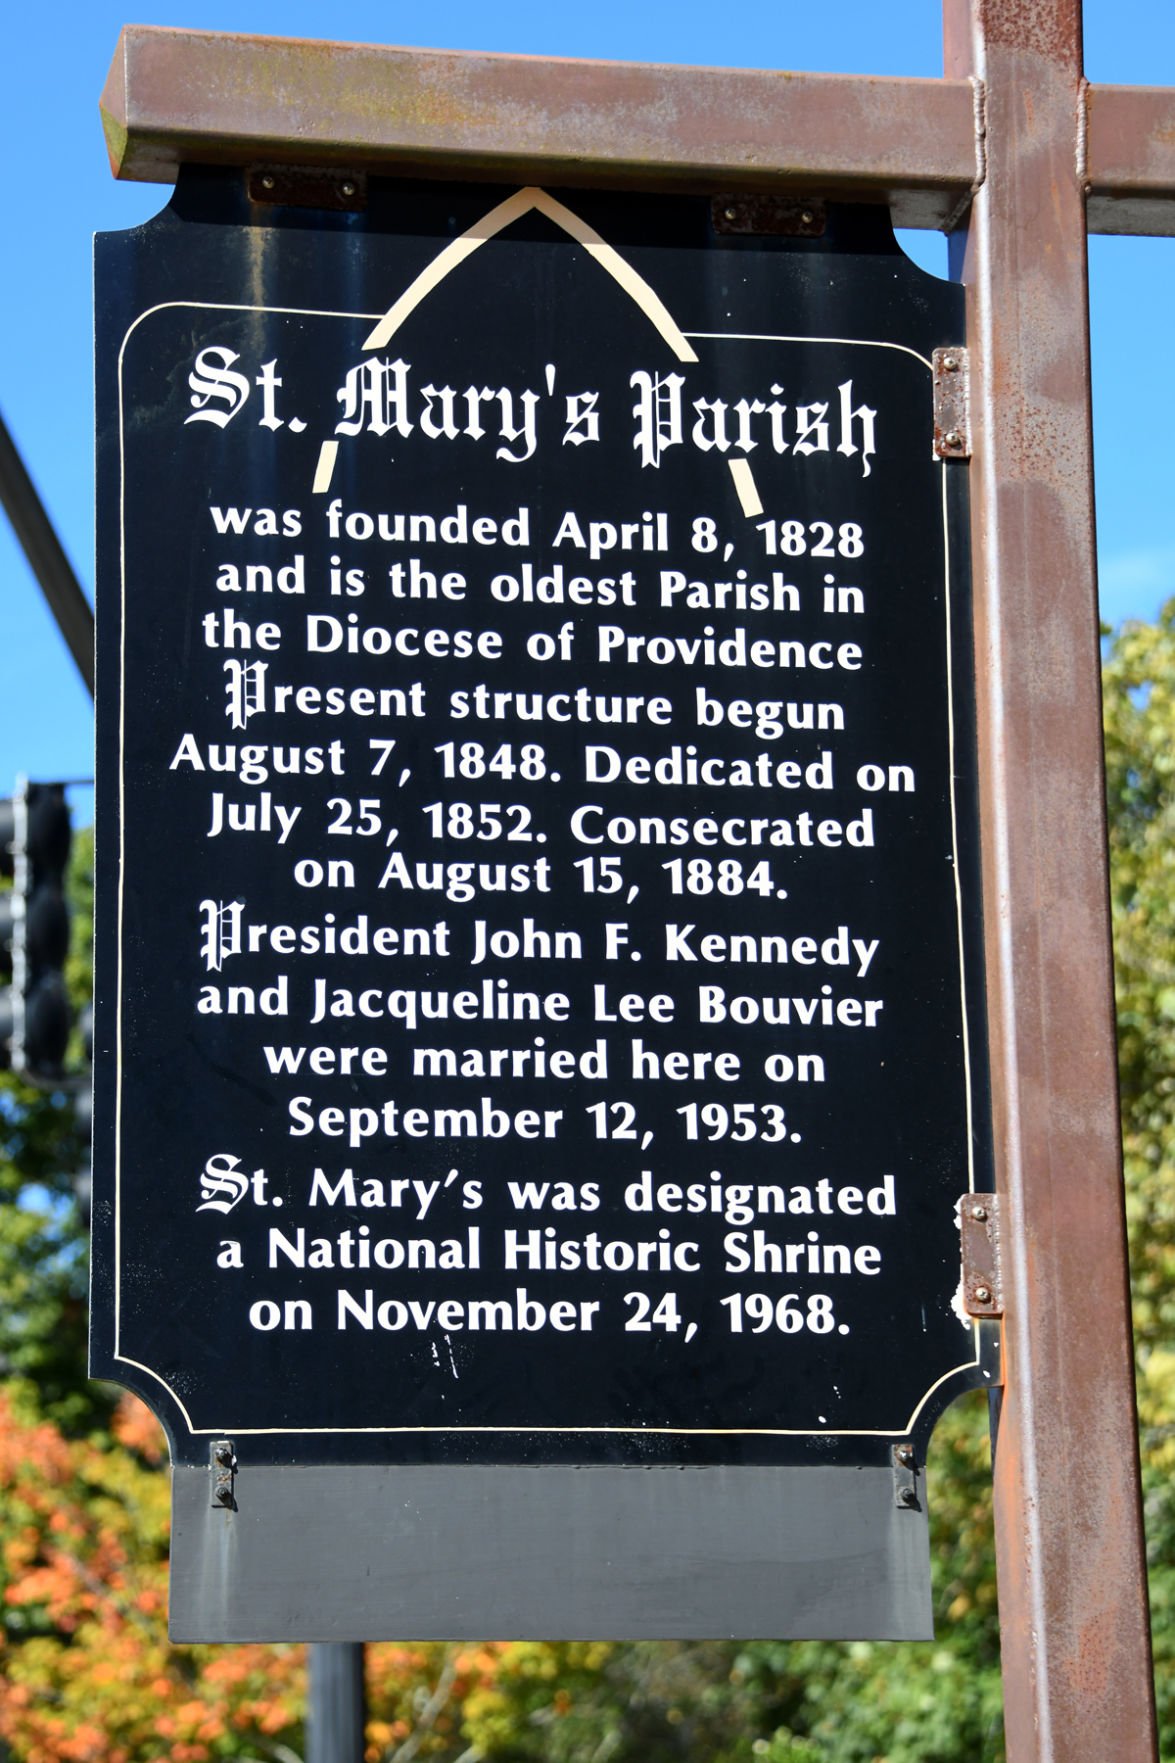 St. Mary's Parish
was founded April 8, 1828
and is the oldest Parish in
the Diocese of Providence
Present structure begun
August 7, 1848. Dedicated on
July 25, 1852. Consecrated
on August 15, 1884.
President John F. Kennedy
and Jacqueline Lee Bouvier
were married here on
September 12, 1953.
St. Mary's was designated
a National Historic Shrine
on November 24, 1968.